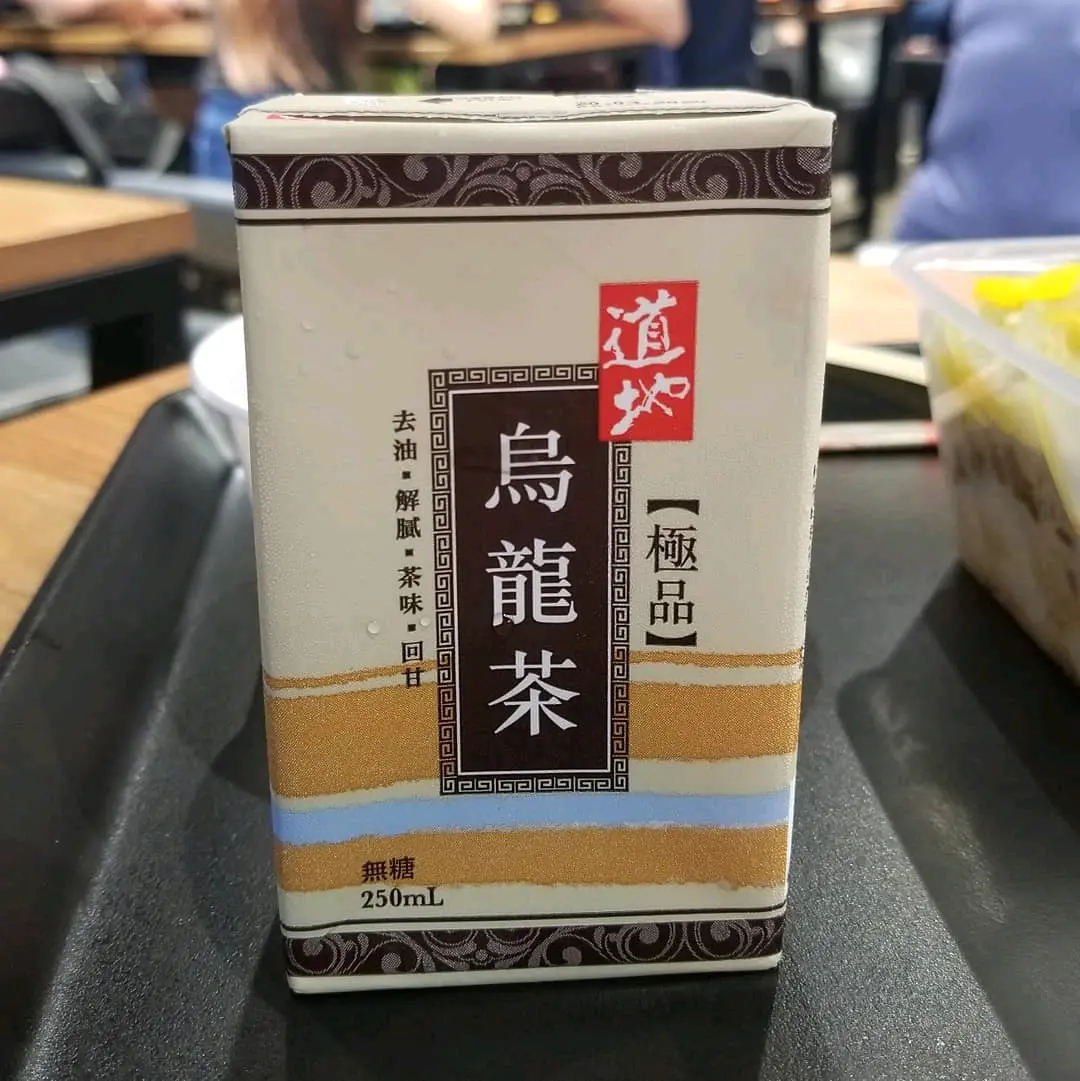 道地
烏龍茶
【極品】
去油·解膩·茶味·回甘
無糖
250mL